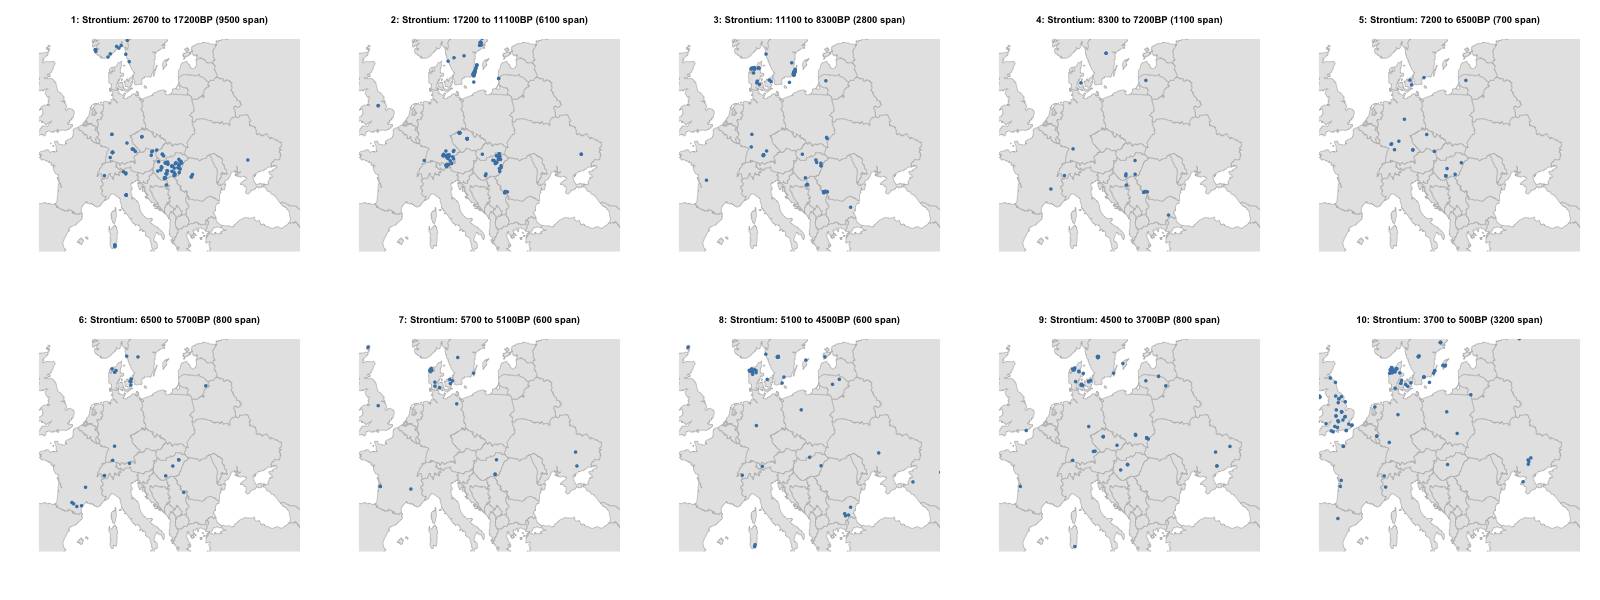 1: Strontium: 26700 to 17200BP (9500 span)
2: Strontium: 17200 to 11100BP (6100 span)
3: Strontium: 11100 to 8300BP (2800 span)
4: Strontium: 8300 to 7200BP (1100 span)
5: Strontium: 7200 to 6500BP (700 span)
6: Strontium: 6500 to 5700BP (800 span)
7: Strontium: 5700 to 5100BP (600 span)
8: Strontium: 5100 to 4500BP (600 span)
9: Strontium: 4500 to 3700BP (800 span)
10: Strontium: 3700 to 500BP (3200 span)